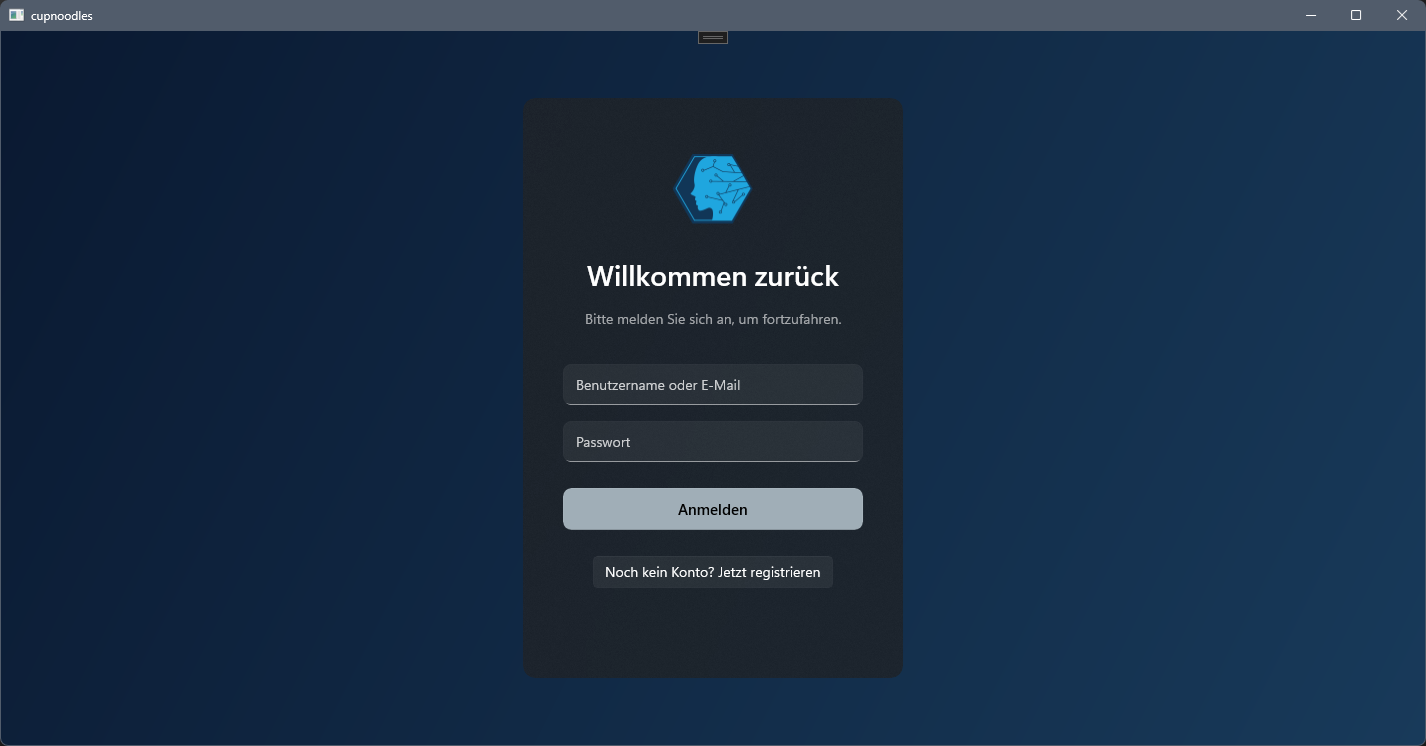 cupnoodles
Willkommen zurück
Bitte melden Sie sich an, um fortzufahren.
Benutzername oder E-Mail
Passwort
Anmelden
Noch kein Konto? Jetzt registrieren